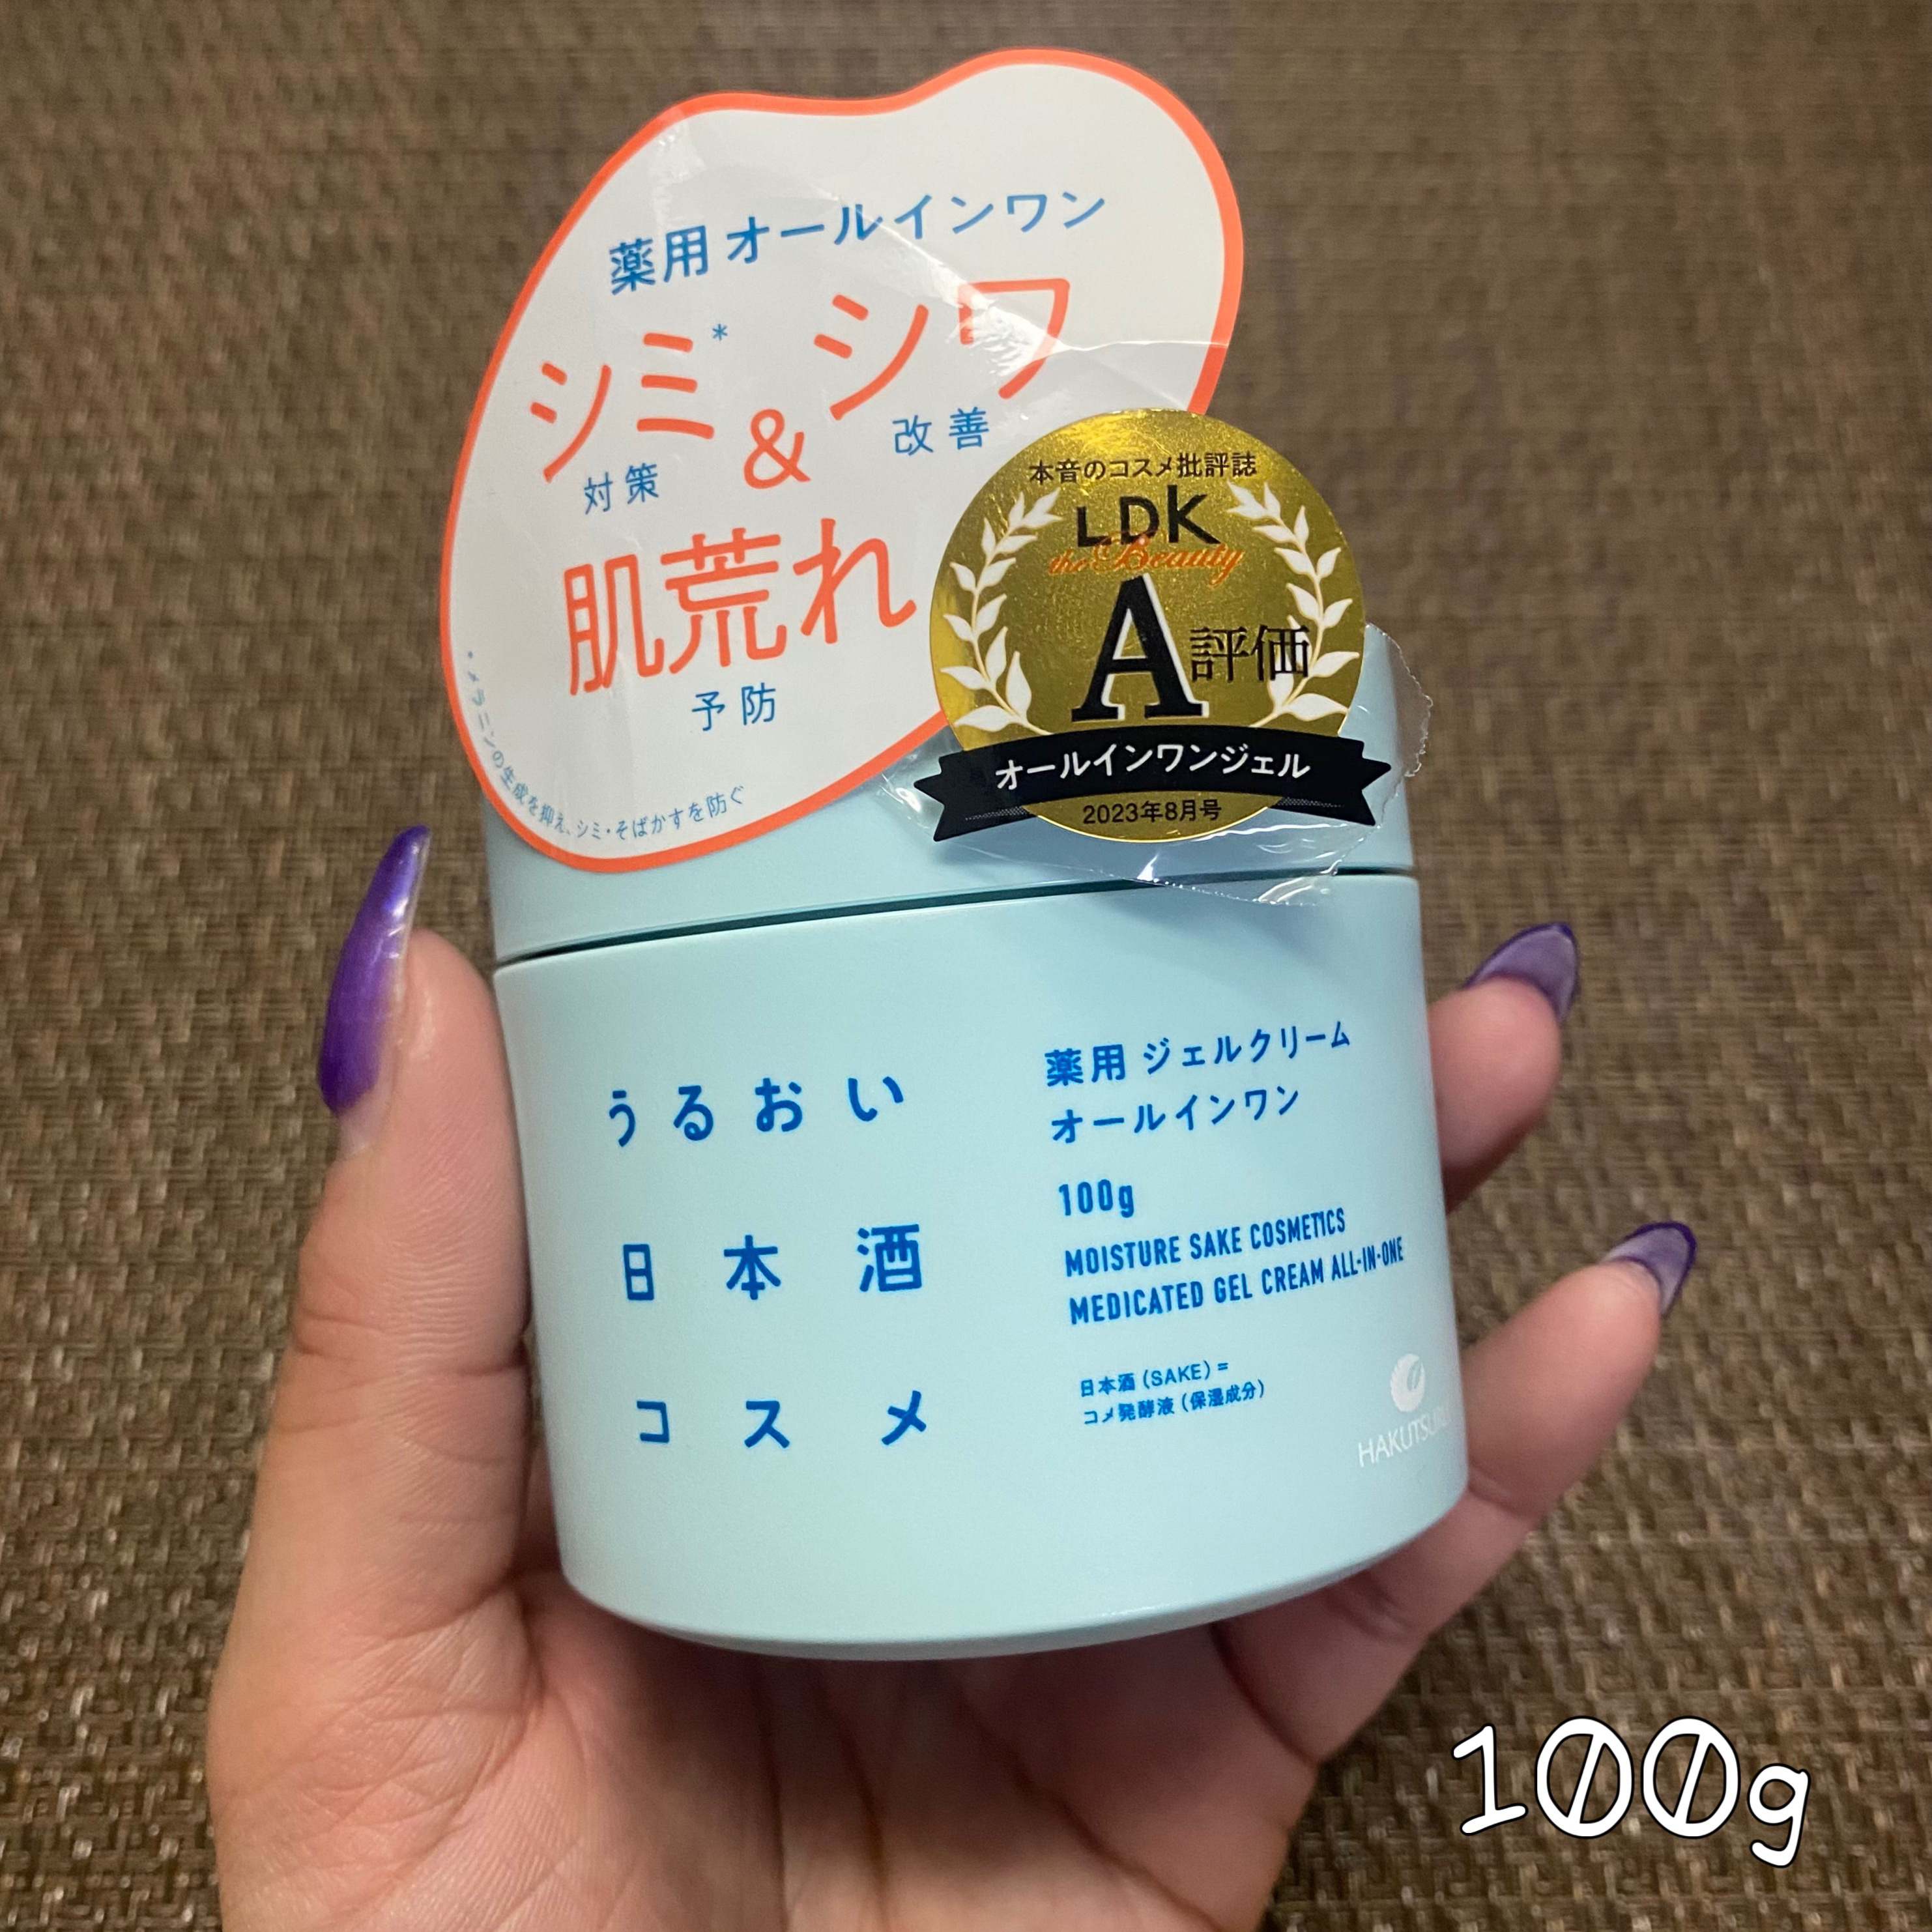 薬用 オールインワン
シミ* & シワ
対策 改善
肌荒れ
予防
*メラニンの生成を抑え、シミ・そばかすを防ぐ
本音のコスメ批評誌
LDK
the Beauty
A評価
オールインワンジェル
2023年8月号
うるおい
日本酒
コスメ
薬用 ジェルクリーム
オールインワン
100g
MOISTURE SAKE COSMETICS
MEDICATED GEL CREAM ALL-IN-ONE
日本酒 (SAKE) =
コメ発酵液 (保湿成分)
HAKUTSURU
100g